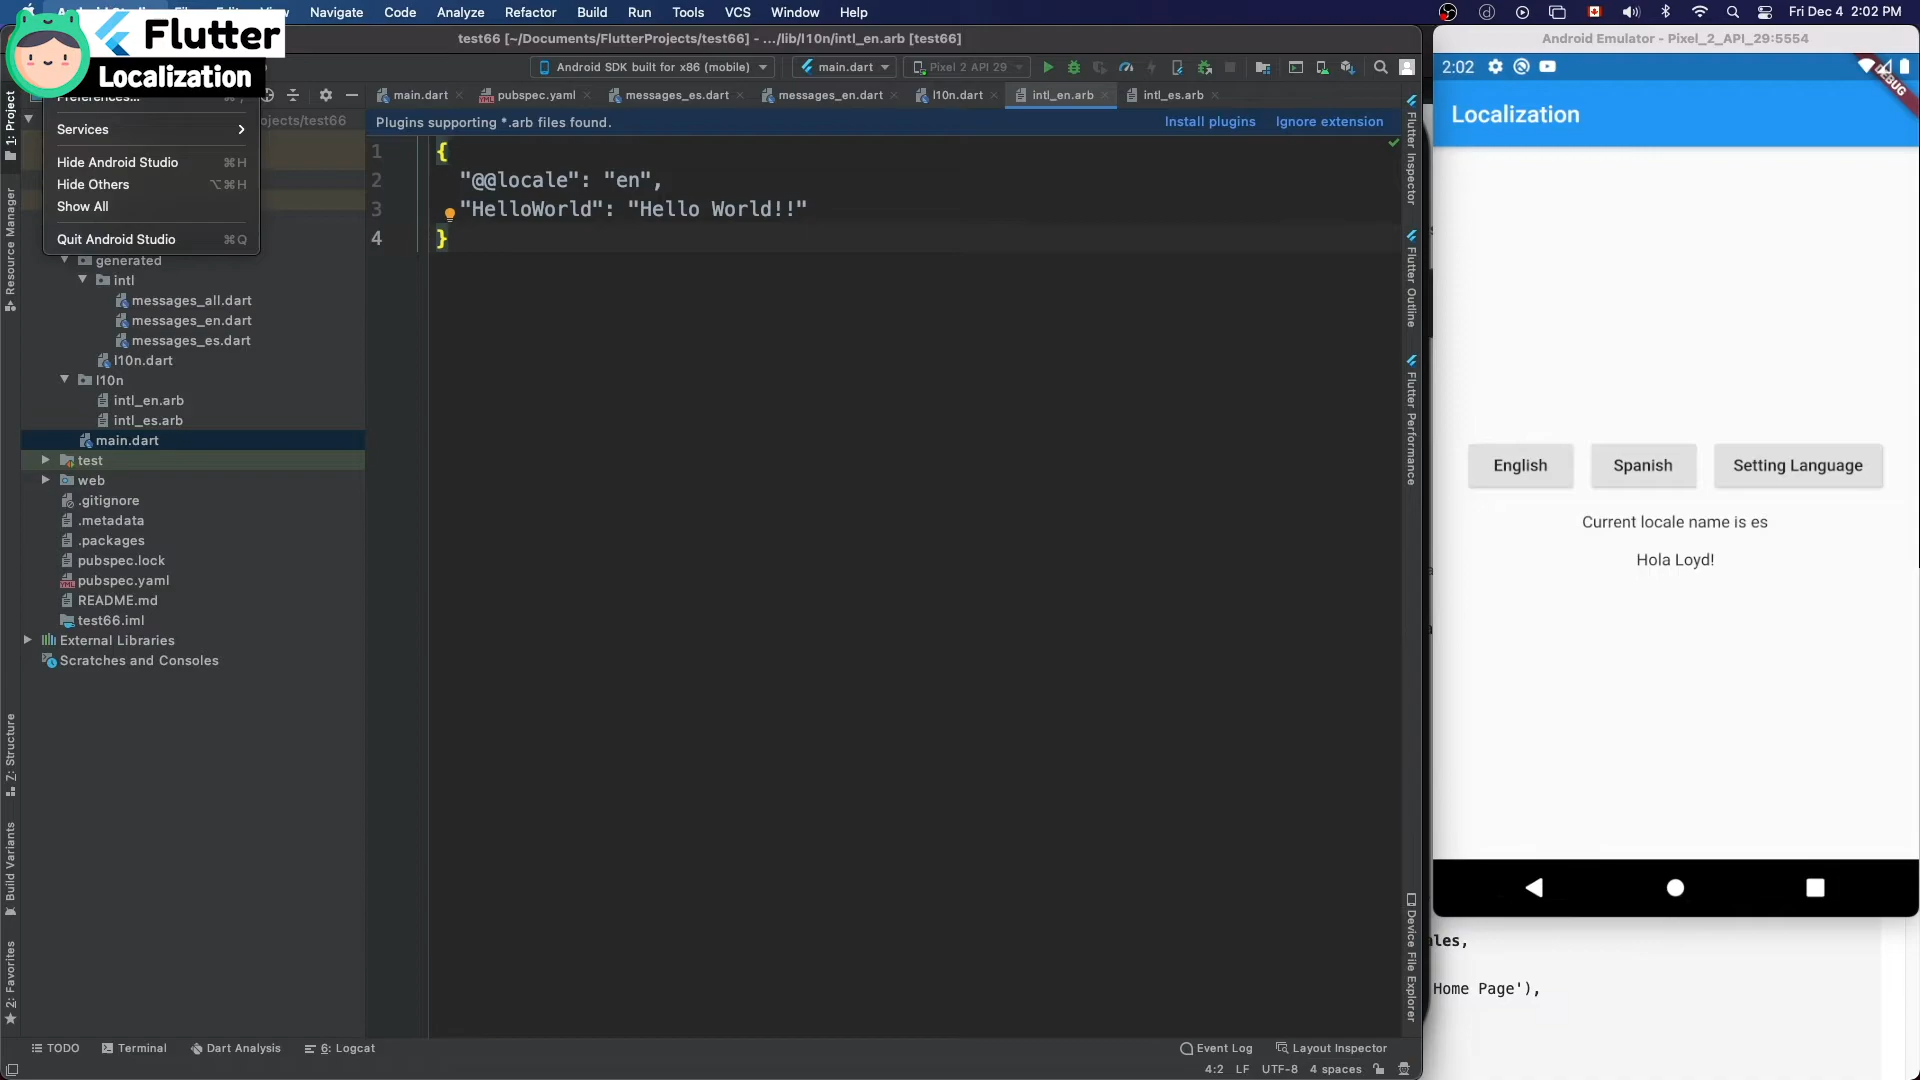 Navigate Code Analyze Refactor Build Run Tools VCS Window Help
Fri Dec 4 2:02 PM
Flutter
Localization
test66 [~/Documents/FlutterProjects/test66] - .../lib/l10n/intl_en.arb [test66]
Android SDK built for x86 (mobile)
main.dart
Pixel 2 API 29
main.dart
pubspec.yaml
messages_es.dart
messages_en.dart
l10n.dart
intl_en.arb
intl_es.arb
Plugins supporting *.arb files found.
Install plugins
Ignore extension
Preferences...
Services
Hide Android Studio ⌘H
Hide Others ⌥⌘H
Show All
Quit Android Studio ⌘Q
ojects/test66
generated
intl
messages_all.dart
messages_en.dart
messages_es.dart
l10n.dart
l10n
intl_en.arb
intl_es.arb
main.dart
test
web
.gitignore
.metadata
.packages
pubspec.lock
pubspec.yaml
README.md
test66.iml
External Libraries
Scratches and Consoles
1 {
2 "@@locale": "en",
3 "HelloWorld": "Hello World!!"
4 }
1: Project
Resource Manager
Z: Structure
Build Variants
2: Favorites
Flutter Inspector
Flutter Outline
Flutter Performance
Device File Explorer
TODO
Terminal
Dart Analysis
6: Logcat
Event Log
Layout Inspector
4:2 LF UTF-8 4 spaces
Android Emulator - Pixel_2_API_29:5554
2:02
DEBUG
Localization
English
Spanish
Setting Language
Current locale name is es
Hola Loyd!
ales,
Home Page'),